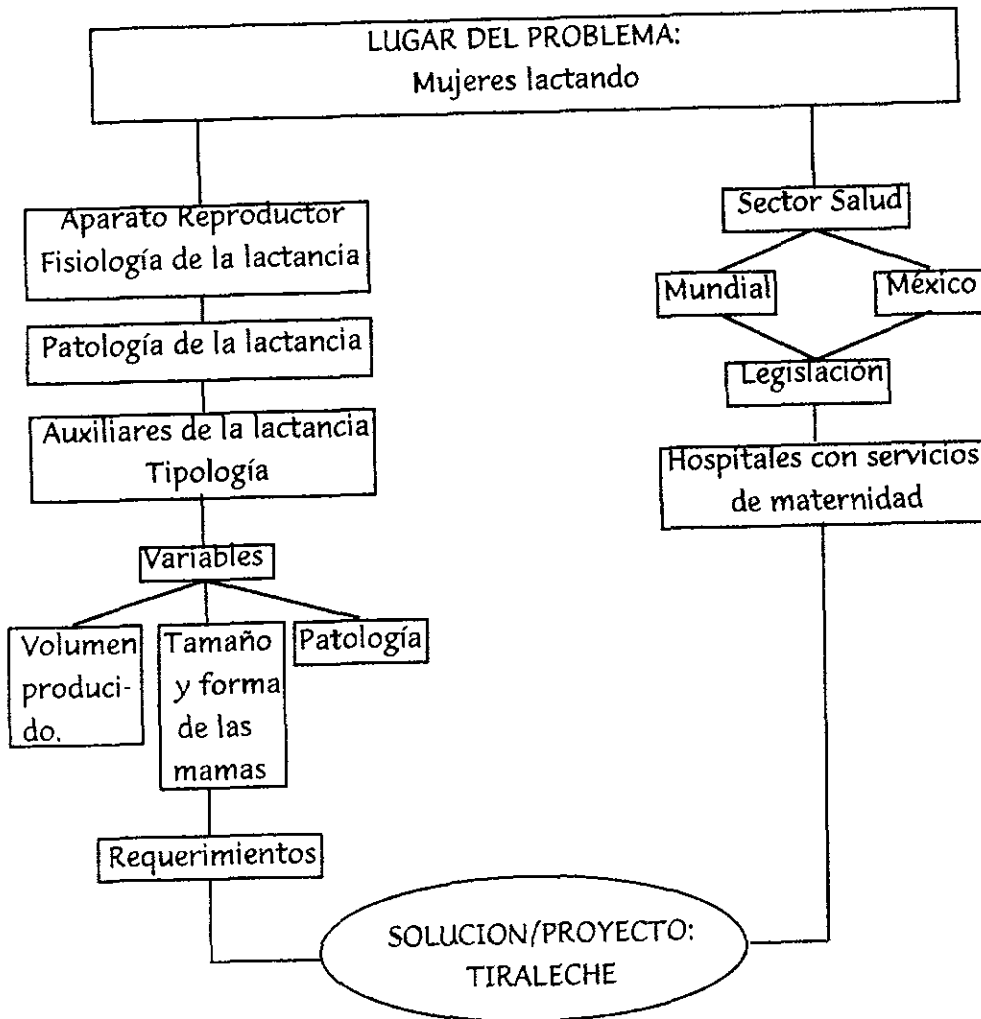 LUGAR DEL PROBLEMA:
Mujeres lactando
Aparato Reproductor
Fisiología de la lactancia
Patología de la lactancia
Auxiliares de la lactancia
Tipología
Variables
Volumen
produci-
do.
Tamaño
y forma
de las
mamas
Patología
Requerimientos
Sector Salud
Mundial
México
Législación
Hospitales con servicios
de maternidad
SOLUCION/PROYECTO:
TIRALECHE